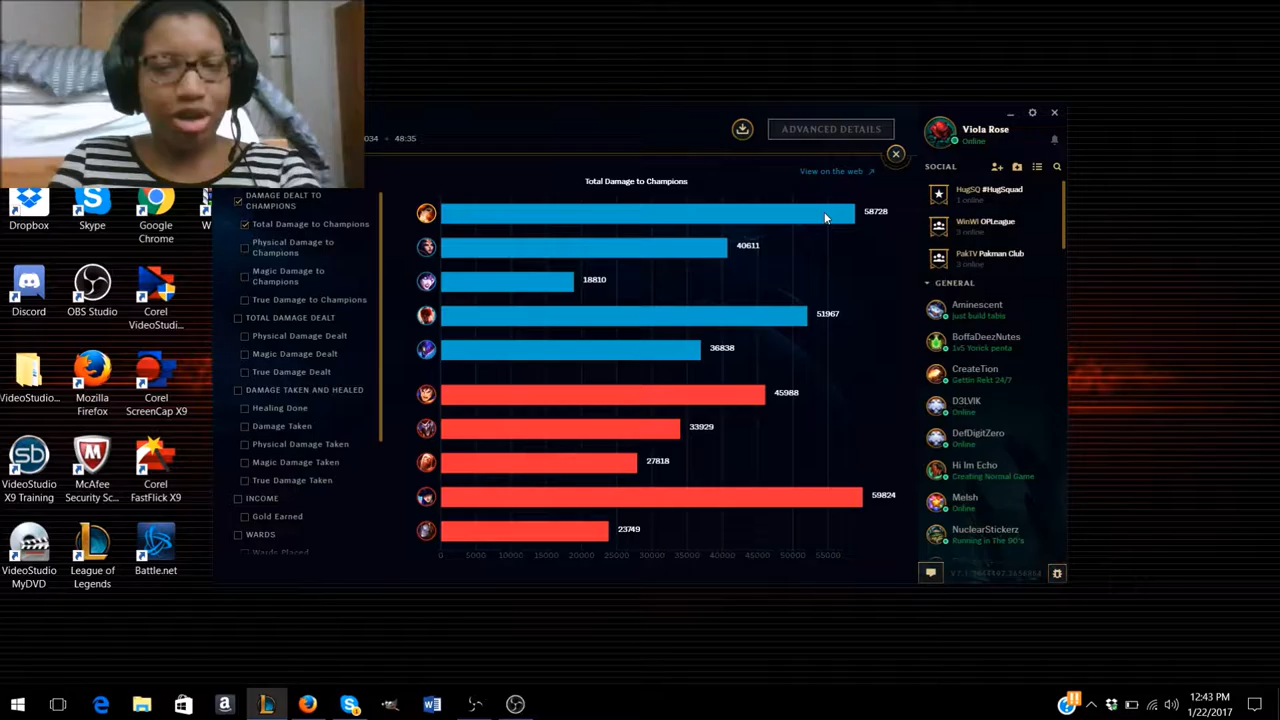 034 • 48:35
ADVANCED DETAILS
View on the web
Total Damage to Champions
DAMAGE DEALT TO
CHAMPIONS
Total Damage to Champions
Physical Damage to
Champions
Magic Damage to
Champions
True Damage to Champions
TOTAL DAMAGE DEALT
Physical Damage Dealt
Magic Damage Dealt
True Damage Dealt
DAMAGE TAKEN AND HEALED
Healing Done
Damage Taken
Physical Damage Taken
Magic Damage Taken
True Damage Taken
INCOME
Gold Earned
WARDS
Wards Placed
58728
40611
18810
51967
36838
45988
33929
27818
59824
23749
0 5000 10000 15000 20000 25000 30000 35000 40000 45000 50000 55000
Viola Rose
Online
SOCIAL
HugSQ #HugSquad
1 online
WinWI OPLeague
3 online
PakTV Pakman Club
3 online
GENERAL
Aminescent
just build tabis
BoffaDeezNutes
1v5 Yorick penta
CreateTion
Gettin Rekt 24/7
D3LVIK
Online
DefDigitZero
Online
Hi Im Echo
Creating Normal Game
Melsh
Online
NuclearStickerz
Running in The 90's
Dropbox
Skype
Google
Chrome
W
Discord
OBS Studio
Corel
VideoStudi...
VideoStudio...
Mozilla
Firefox
Corel
ScreenCap X9
VideoStudio
X9 Training
McAfee
Security Sc...
Corel
FastFlick X9
VideoStudio
MyDVD
League of
Legends
Battle.net
12:43 PM
1/22/2017